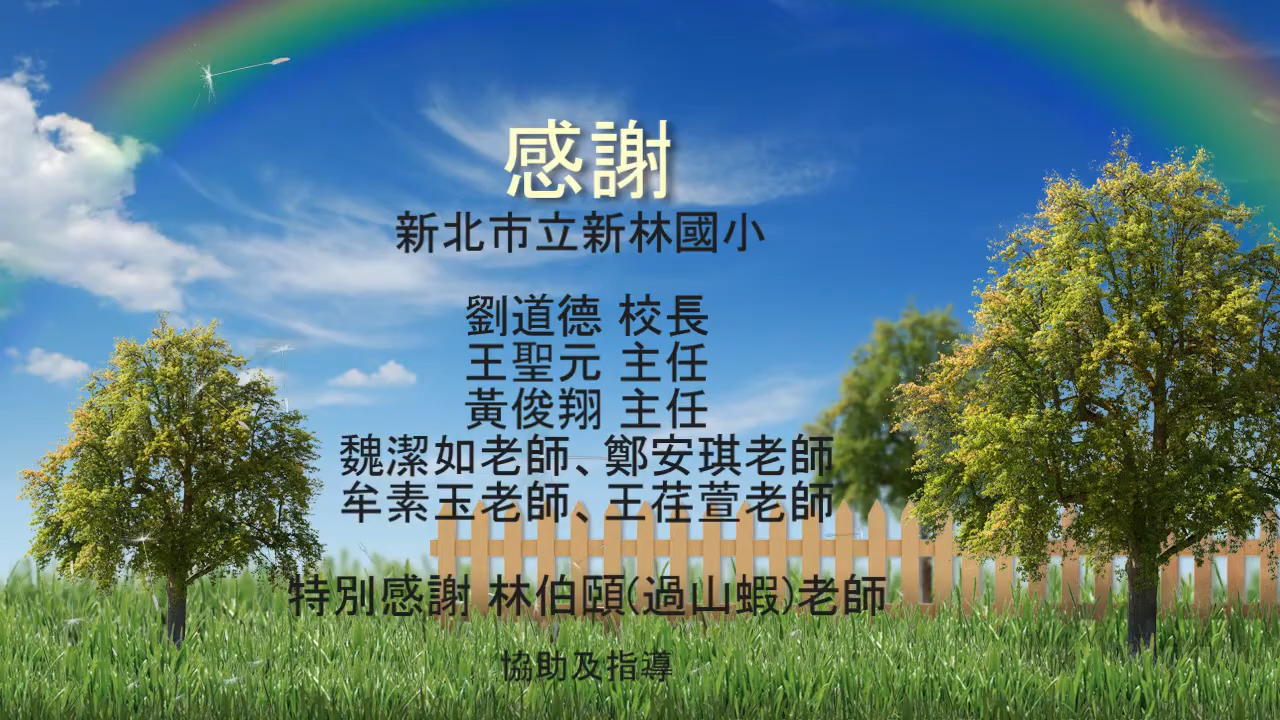 感謝
新北市立新林國小
劉道德 校長
王聖元 主任
黃俊翔 主任
魏潔如老師、鄭安琪老師
牟素玉老師、王荏萱老師
特別感謝 林伯頤(過山蝦)老師
協助及指導